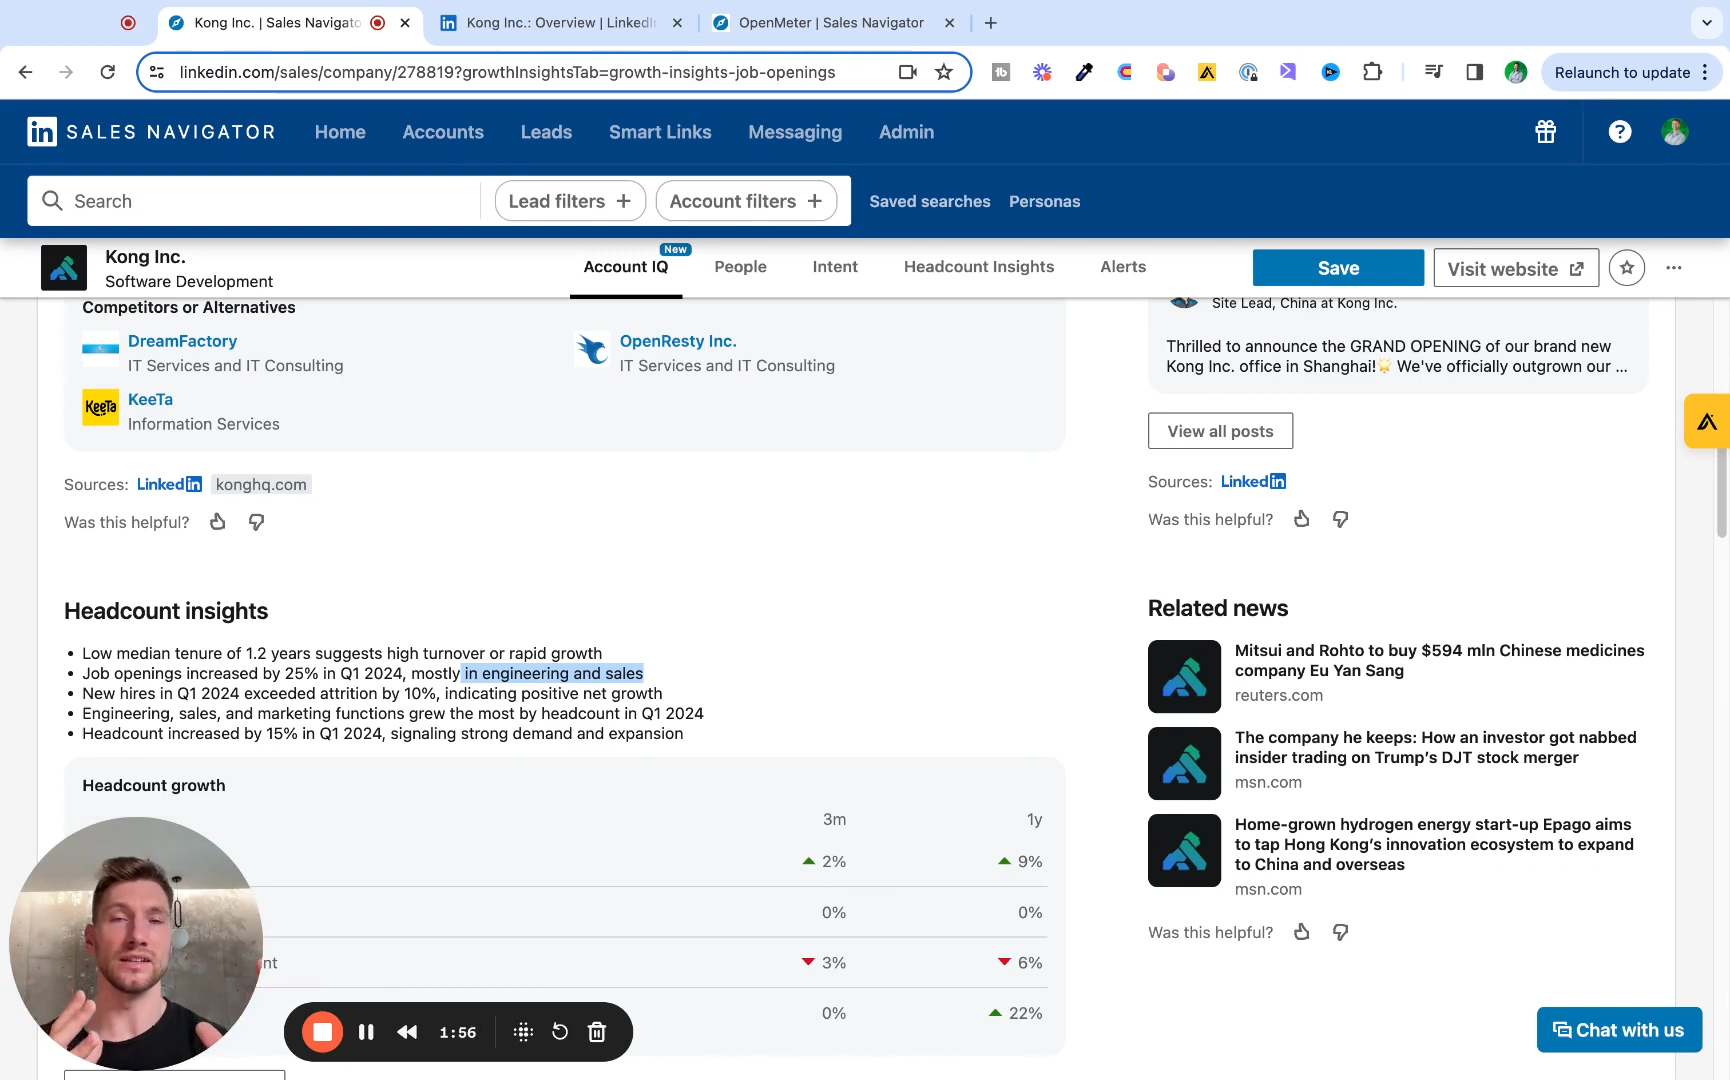 Kong Inc. | Sales Navigato
Kong Inc.: Overview | LinkedIn
OpenMeter | Sales Navigator
linkedin.com/sales/company/278819?growthInsightsTab=growth-insights-job-openings
Relaunch to update
in SALES NAVIGATOR
Home
Accounts
Leads
Smart Links
Messaging
Admin
Search
Lead filters +
Account filters +
Saved searches
Personas
Kong Inc.
Software Development
New
Account IQ
People
Intent
Headcount Insights
Alerts
Save
Visit website
Competitors or Alternatives
DreamFactory
IT Services and IT Consulting
OpenResty Inc.
IT Services and IT Consulting
KeeTa
KeeTa
Information Services
Sources: LinkedIn konghq.com
Was this helpful?
Site Lead, China at Kong Inc.
Thrilled to announce the GRAND OPENING of our brand new
Kong Inc. office in Shanghai!🌟 We've officially outgrown our ...
View all posts
Sources: LinkedIn
Was this helpful?
Headcount insights
• Low median tenure of 1.2 years suggests high turnover or rapid growth
• Job openings increased by 25% in Q1 2024, mostly in engineering and sales
• New hires in Q1 2024 exceeded attrition by 10%, indicating positive net growth
• Engineering, sales, and marketing functions grew the most by headcount in Q1 2024
• Headcount increased by 15% in Q1 2024, signaling strong demand and expansion
Headcount growth
3m 1y
2% 9%
0% 0%
nt 3% 6%
0% 22%
1:56
Related news
Mitsui and Rohto to buy $594 mln Chinese medicines
company Eu Yan Sang
reuters.com
The company he keeps: How an investor got nabbed
insider trading on Trump's DJT stock merger
msn.com
Home-grown hydrogen energy start-up Epago aims
to tap Hong Kong's innovation ecosystem to expand
to China and overseas
msn.com
Was this helpful?
Chat with us